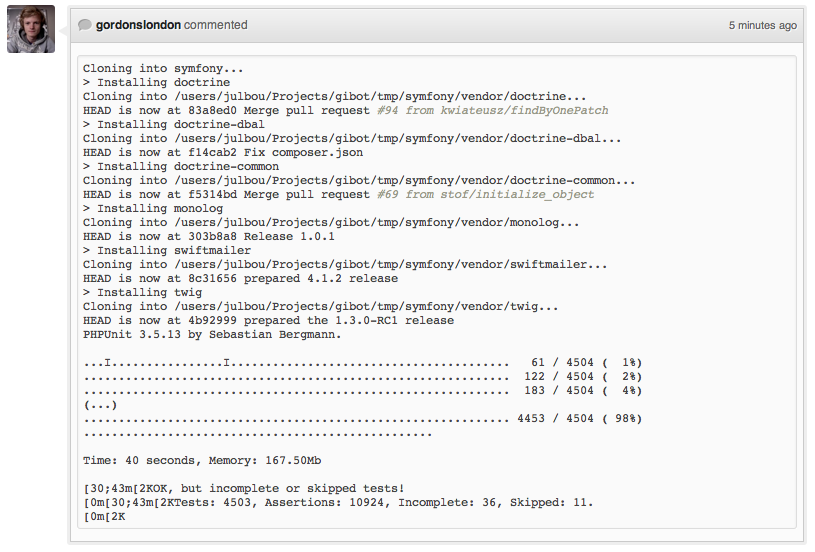 gordonslondon commented 5 minutes ago
Cloning into symfony...
> Installing doctrine
Cloning into /users/julbou/Projects/gibot/tmp/symfony/vendor/doctrine...
HEAD is now at 83a8ed0 Merge pull request #94 from kwiateusz/findByOnePatch
> Installing doctrine-dbal
Cloning into /users/julbou/Projects/gibot/tmp/symfony/vendor/doctrine-dbal...
HEAD is now at f14cab2 Fix composer.json
> Installing doctrine-common
Cloning into /users/julbou/Projects/gibot/tmp/symfony/vendor/doctrine-common...
HEAD is now at f5314bd Merge pull request #69 from stof/initialize_object
> Installing monolog
Cloning into /users/julbou/Projects/gibot/tmp/symfony/vendor/monolog...
HEAD is now at 303b8a8 Release 1.0.1
> Installing swiftmailer
Cloning into /users/julbou/Projects/gibot/tmp/symfony/vendor/swiftmailer...
HEAD is now at 8c31656 prepared 4.1.2 release
> Installing twig
Cloning into /users/julbou/Projects/gibot/tmp/symfony/vendor/twig...
HEAD is now at 4b92999 prepared the 1.3.0-RC1 release
PHPUnit 3.5.13 by Sebastian Bergmann.
...I.................I.......................................... 61 / 4504 (  1%)
................................................................ 122 / 4504 (  2%)
................................................................ 183 / 4504 (  4%)
(...)
................................................................ 4453 / 4504 ( 98%)
...................................................
Time: 40 seconds, Memory: 167.50Mb
[30;43m[2KOK, but incomplete or skipped tests!
[0m[30;43m[2KTests: 4503, Assertions: 10924, Incomplete: 36, Skipped: 11.
[0m[2K